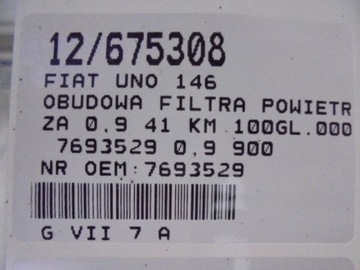 12/675308
FIAT UNO 146
OBUDOWA FILTRA POWIETR
ZA 0,9 41 KM 100GL.000
7693529 0,9 900
NR OEM:7693529
G VII 7 A